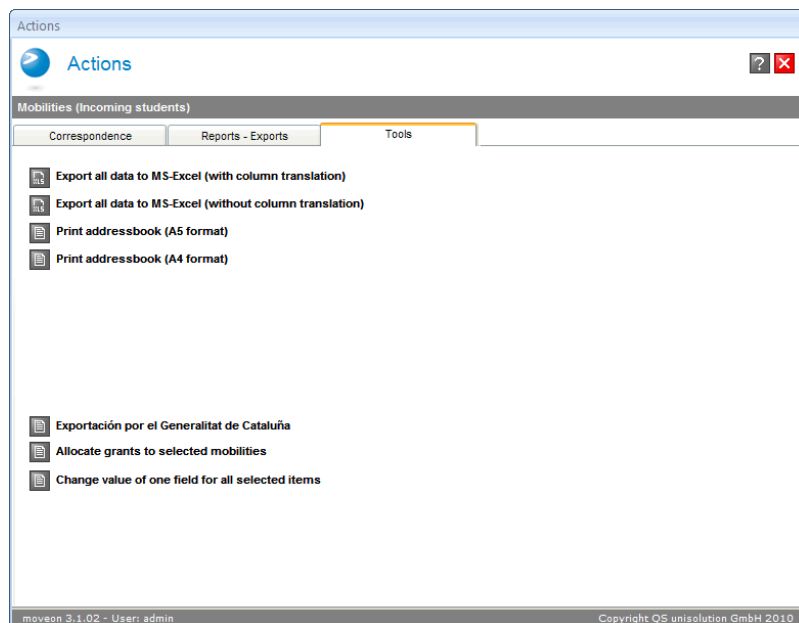 Actions
Actions
?
Mobilities (Incoming students)
Correspondence Reports - Exports Tools
Export all data to MS-Excel (with column translation)
Export all data to MS-Excel (without column translation)
Print addressbook (A5 format)
Print addressbook (A4 format)
Exportación por el Generalitat de Cataluña
Allocate grants to selected mobilities
Change value of one field for all selected items
moveon 3.1.02 - User: admin Copyright QS unisolution GmbH 2010